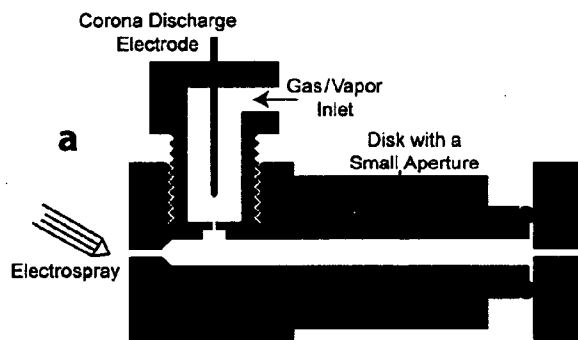 Corona Discharge
Electrode
Gas/Vapor
Inlet
a
Disk with a
Small Aperture
Electrospray